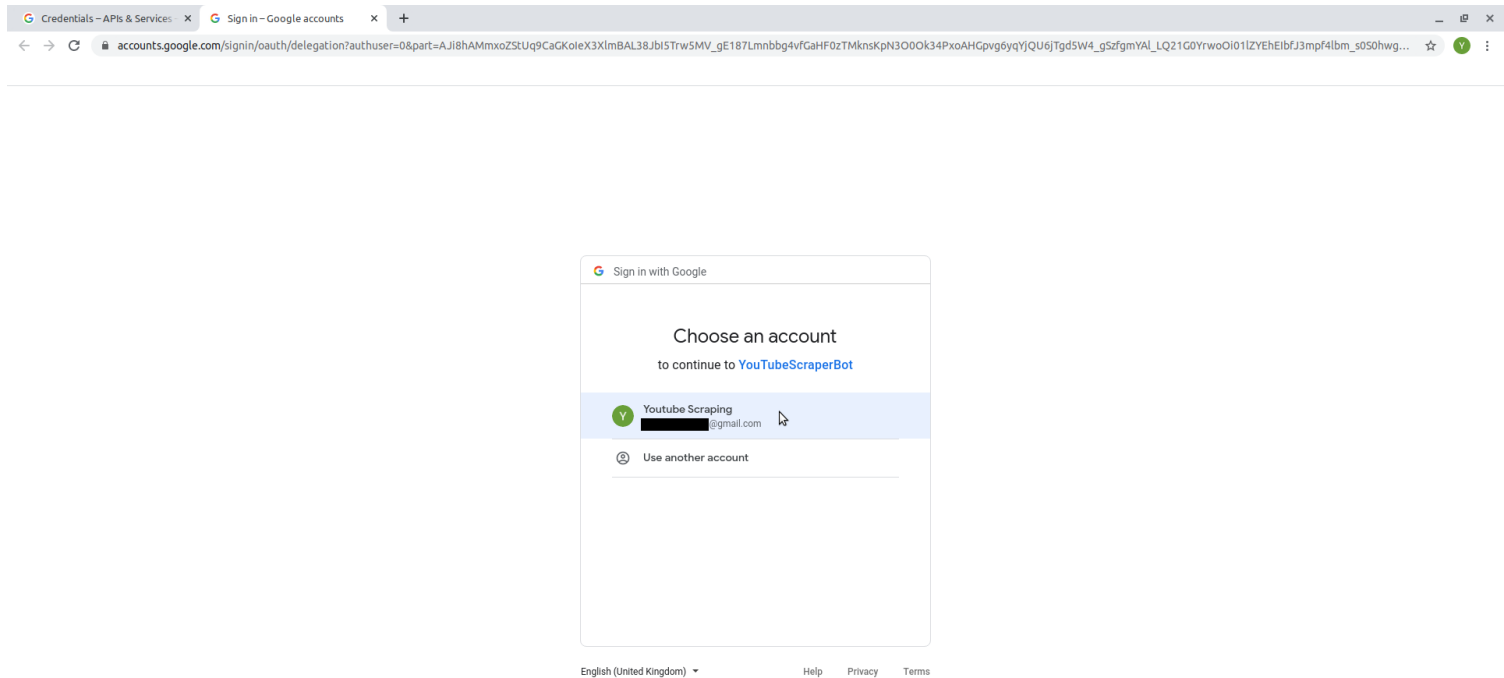 Credentials – APIs & Services –
Sign in – Google accounts
accounts.google.com/signin/oauth/delegation?authuser=0&part=AJi8hAMmxoZStUq9CaGKoIeX3XlmBAL38JbI5Trw5MV_gE187Lmnbbg4vfGaHF0zTMknsKpN3O0Ok34PxoAHGpvg6yqYjQU6jTgd5W4_gSzfgmYAl_LQ21G0YrwoOi01lZYEhEIbfJ3mpf4lbm_s0S0hwg...
Y
Sign in with Google
Choose an account
to continue to YouTubeScraperBot
Y
Youtube Scraping
@gmail.com
Use another account
English (United Kingdom)
Help Privacy Terms